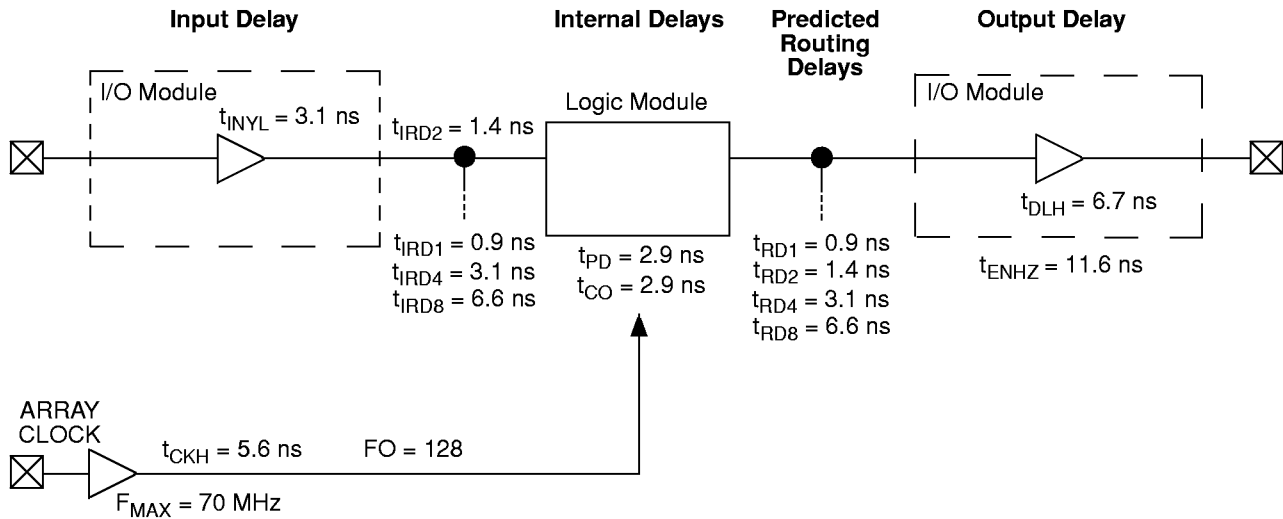 Input Delay
Internal Delays
Predicted
Routing
Delays
Output Delay
I/O Module
t_INYL = 3.1 ns
t_IRD2 = 1.4 ns
Logic Module
I/O Module
t_DLH = 6.7 ns
t_IRD1 = 0.9 ns
t_IRD4 = 3.1 ns
t_IRD8 = 6.6 ns
t_PD = 2.9 ns
t_CO = 2.9 ns
t_RD1 = 0.9 ns
t_RD2 = 1.4 ns
t_RD4 = 3.1 ns
t_RD8 = 6.6 ns
t_ENHZ = 11.6 ns
ARRAY
CLOCK
t_CKH = 5.6 ns
FO = 128
F_MAX = 70 MHz